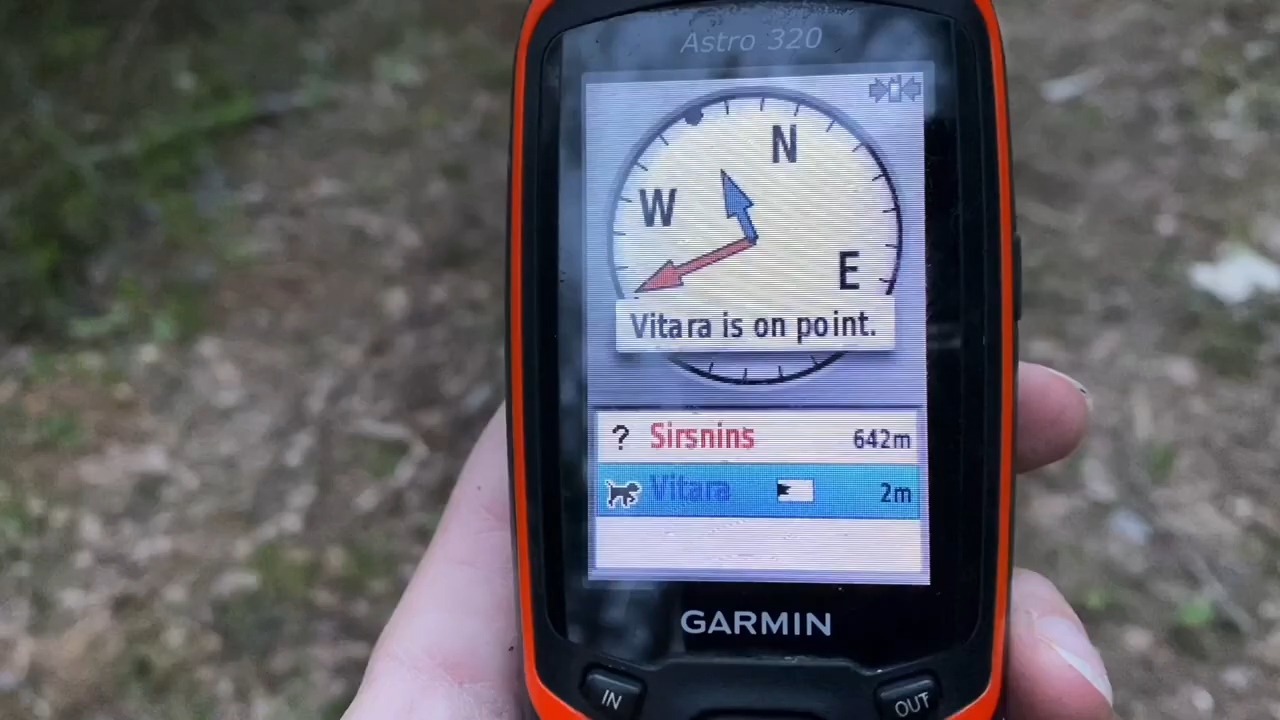 Astro 320
N
W
E
Vitara is on point.
? Sirsnins 642m
Vitara 2m
GARMIN
IN
OUT